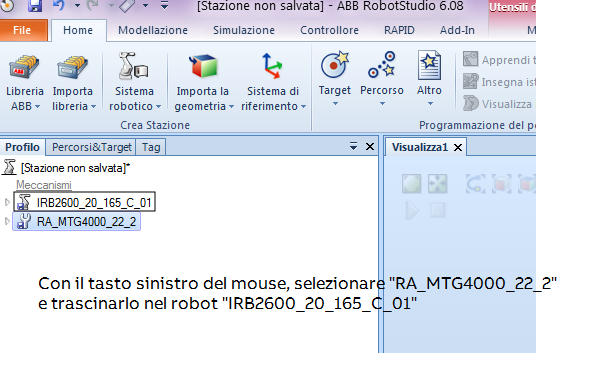 [Stazione non salvata] - ABB RobotStudio 6.08
Utensili d
File Home Modellazione Simulazione Controllore RAPID Add-In M
Libreria ABB
Importa libreria
Sistema robotico
Importa la geometria
Sistema di riferimento
Target
Percorso
Altro
Apprendi t
Insegna ist
Visualizza
Crea Stazione
Programmazione del pe
Profilo Percorsi&Target Tag
Visualizza1
[Stazione non salvata]*
Meccanismi
IRB2600_20_165_C_01
RA_MTG4000_22_2
Con il tasto sinistro del mouse, selezionare "RA_MTG4000_22_2"
e trascinarlo nel robot "IRB2600_20_165_C_01"